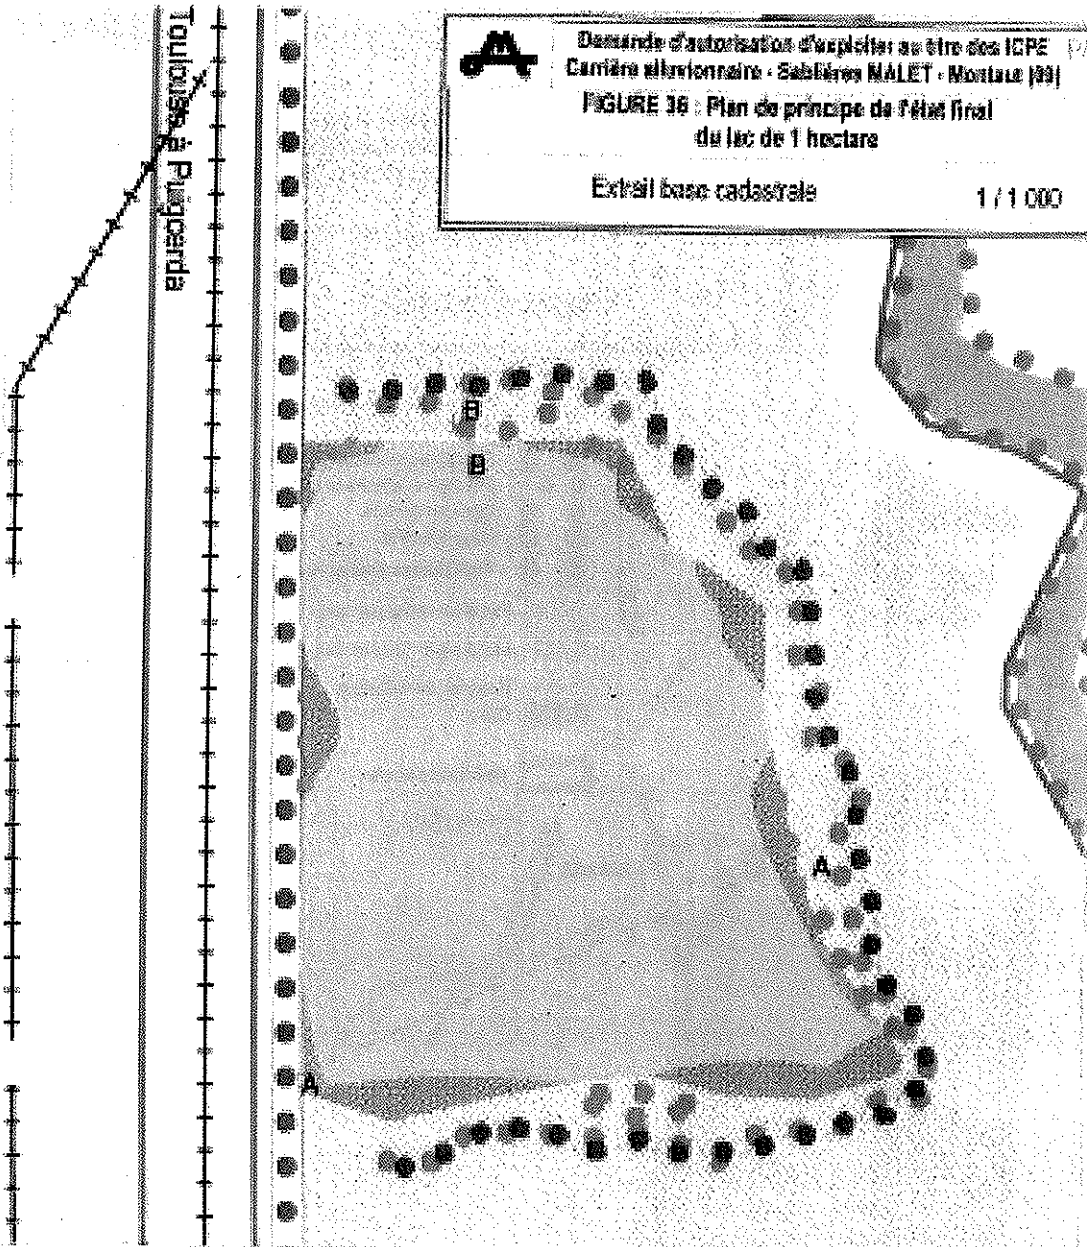 Demande d'autorisation d'exploiter au titre des ICPE
Carrière alluvionnaire - Sablières MALET - Montaut (09)
FIGURE 36 : Plan de principe de l'état final
du lac de 1 hectare
Extrait base cadastrale 1 / 1 000
Toulouse à Puigcerda
B
B
A
A